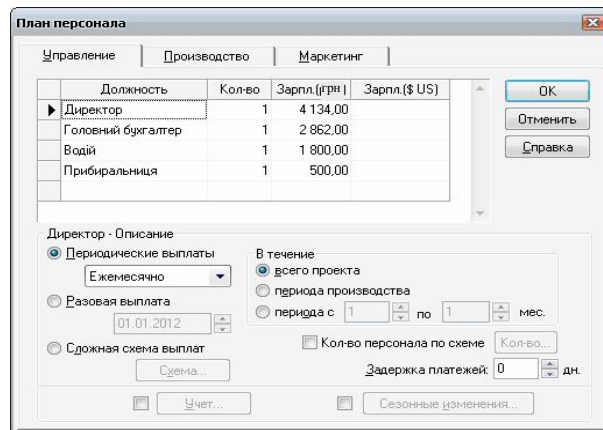 План персонала
Управление Производство Маркетинг
Должность Кол-во Зарпл.(грн) Зарпл.($ US)
Директор 1 4 134,00
Головний бухгалтер 1 2 862,00
Водій 1 1 800,00
Прибиральниця 1 500,00
OK
Отменить
Справка
Директор - Описание
Периодические выплаты
Ежемесячно
Разовая выплата
01.01.2012
Сложная схема выплат
Схема...
В течение
всего проекта
периода производства
периода с 1 по 1 мес.
Кол-во персонала по схеме Кол-во...
Задержка платежей: 0 дн.
Учет... Сезонные изменения...